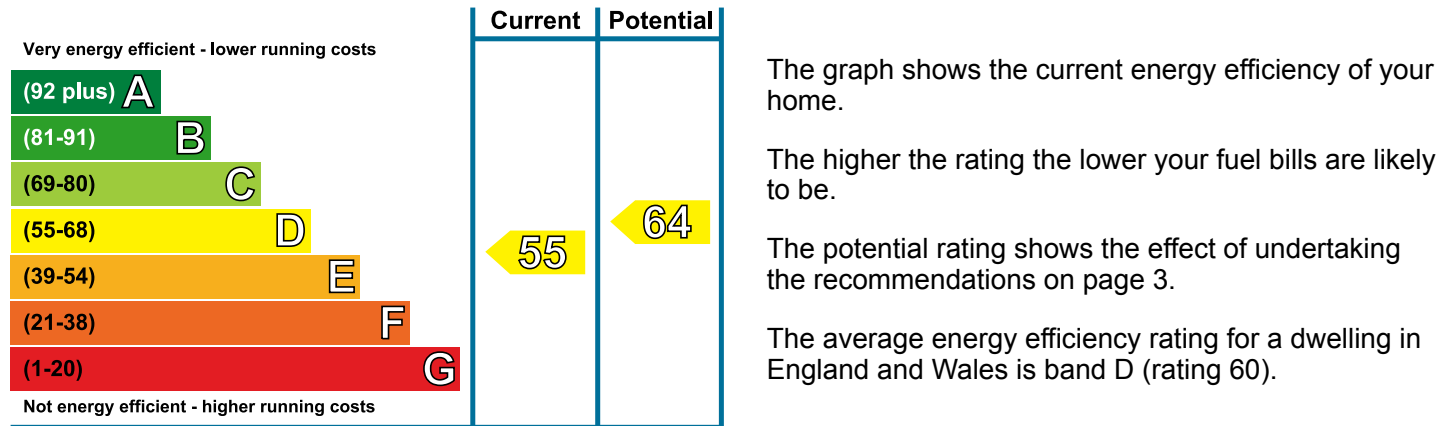 Current Potential
Very energy efficient - lower running costs
(92 plus) A
(81-91) B
(69-80) C
(55-68) D
(39-54) E
(21-38) F
(1-20) G
Not energy efficient - higher running costs
55
64
The graph shows the current energy efficiency of your
home.
The higher the rating the lower your fuel bills are likely
to be.
The potential rating shows the effect of undertaking
the recommendations on page 3.
The average energy efficiency rating for a dwelling in
England and Wales is band D (rating 60).